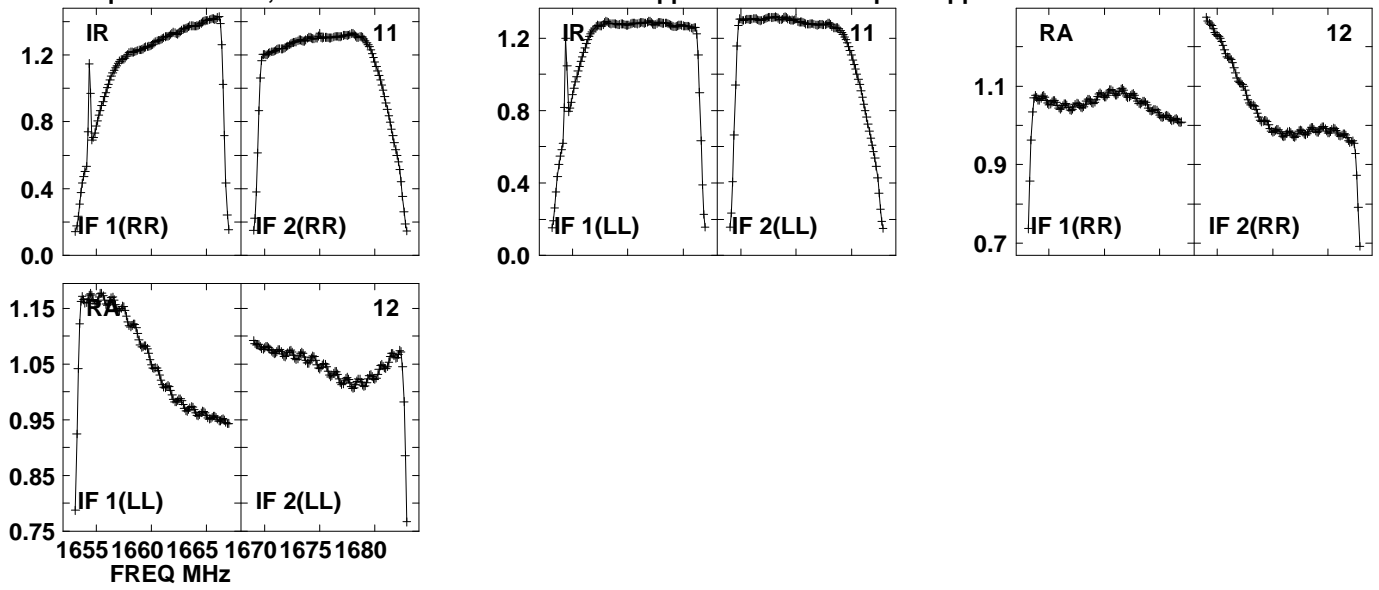 IR 11 IR 11 RA 12
1.2 1.2 1.1
0.8 0.8 0.9
0.4 0.4
IF 1(RR) IF 2(RR) IF 1(LL) IF 2(LL) IF 1(RR) IF 2(RR)
0.0 0.0 0.7
RA 12
1.15
1.05
0.95
0.85
IF 1(LL) IF 2(LL)
0.75
1655 1660 1665 1670 1675 1680
FREQ MHz